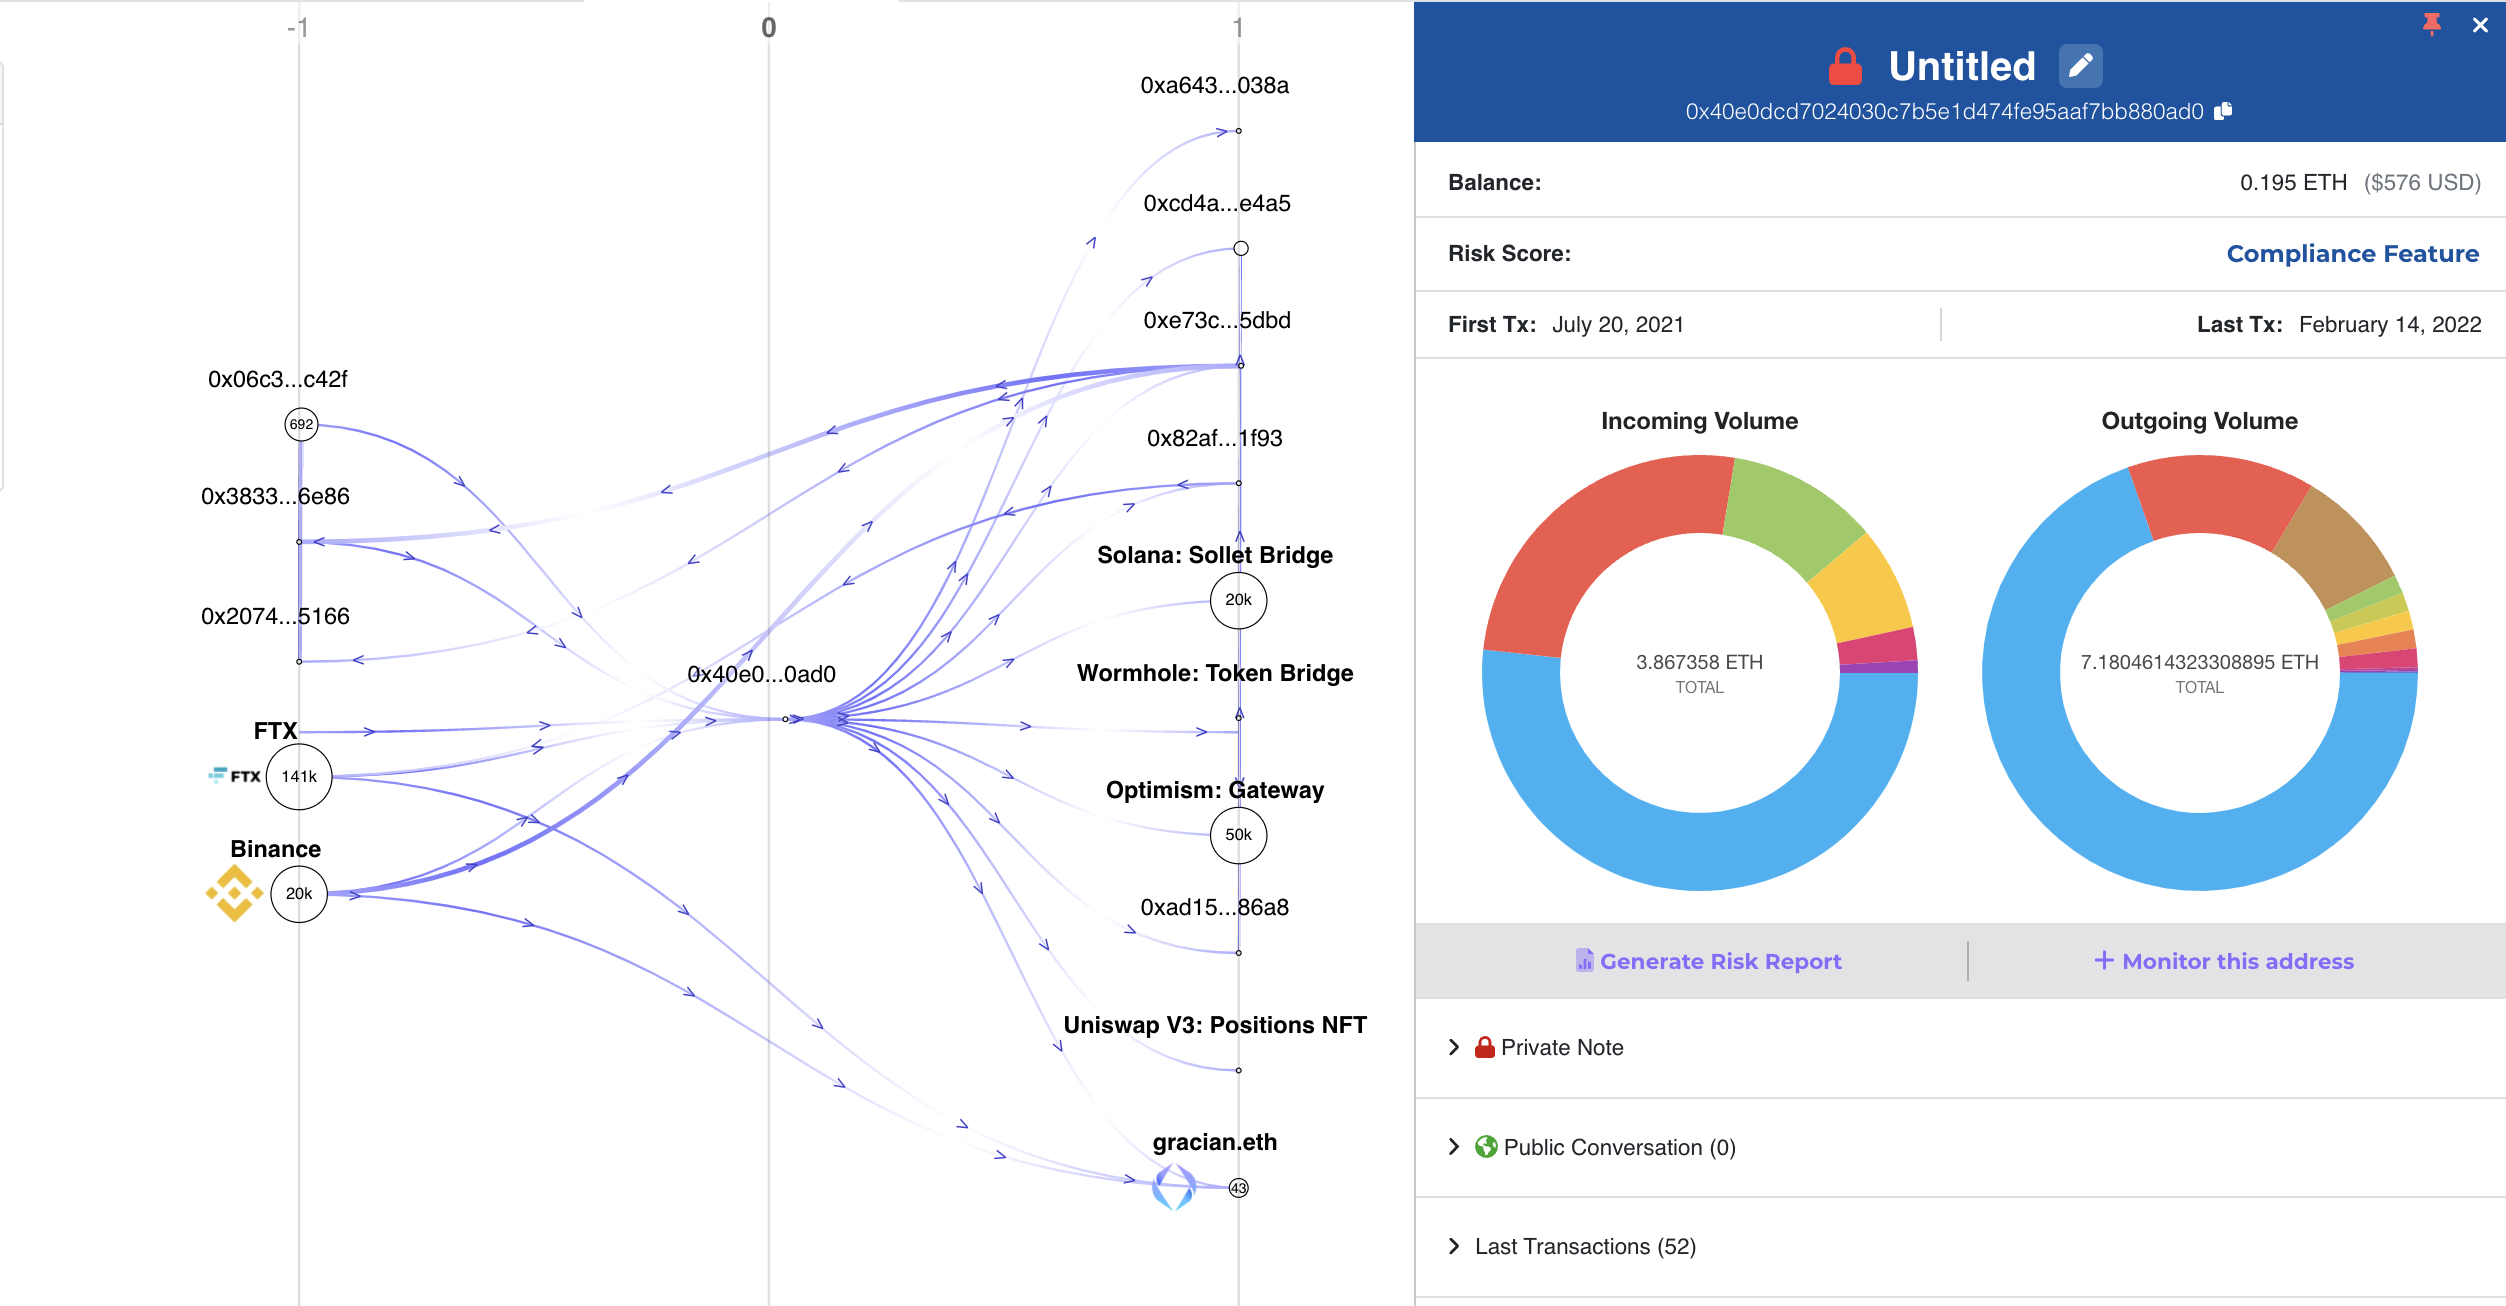 -1
0
1
0xa643...038a
0xcd4a...e4a5
0xe73c...5dbd
0x06c3...c42f
692
0x82af...1f93
0x3833...6e86
Solana: Sollet Bridge
20k
0x2074...5166
0x40e0...0ad0
Wormhole: Token Bridge
FTX
FTX
141k
Optimism: Gateway
50k
Binance
20k
0xad15...86a8
Uniswap V3: Positions NFT
gracian.eth
43
Untitled
0x40e0dcd7024030c7b5e1d474fe95aaf7bb880ad0
Balance: 0.195 ETH ($576 USD)
Risk Score: Compliance Feature
First Tx: July 20, 2021 Last Tx: February 14, 2022
Incoming Volume
3.867358 ETH
TOTAL
Outgoing Volume
7.1804614323308895 ETH
TOTAL
Generate Risk Report
+ Monitor this address
Private Note
Public Conversation (0)
Last Transactions (52)